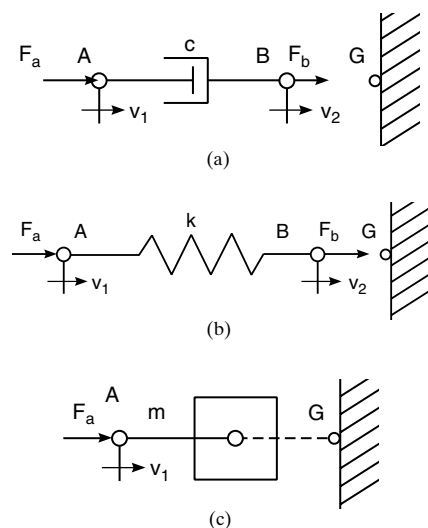 A c B F_b G
F_a
v_1 v_2
(a)
k
F_a A B F_b G
v_1 v_2
(b)
A
F_a m G
v_1
(c)